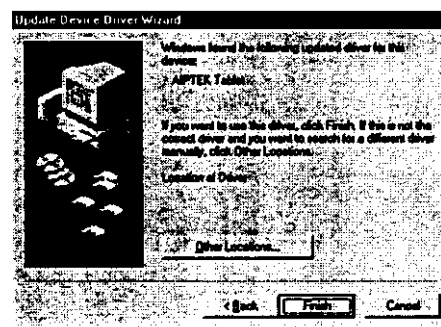 Update Device Driver Wizard
Windows found the following updated driver for this
device:
AIPTEK Tablet
If you want to use this driver, click Finish. If this is not the
correct driver and you want to search for a different driver
manually, click Other Locations.
Location of Driver:
Other Locations...
< Back
Finish
Cancel